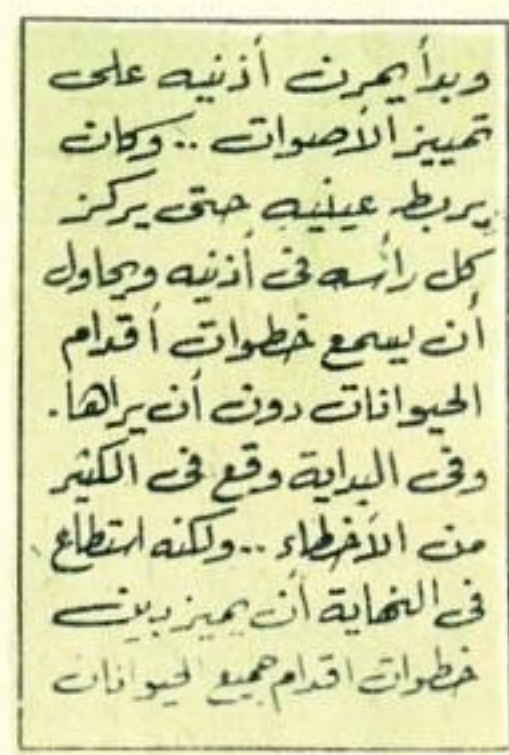 وبدأ يمرن أذنيه على
تمييز الأصوات .. وكان
يربط عينيه حتى يركز
كل رأسه فى أذنيه ويحاول
أن يسمع خطوات أقدام
الحيوانات دون أن يراها.
وفى البداية وقع فى الكثير
من الأخطاء .. ولكنه استطاع
فى النهاية أن يميز بين
خطوات اقدام جميع الحيوانات